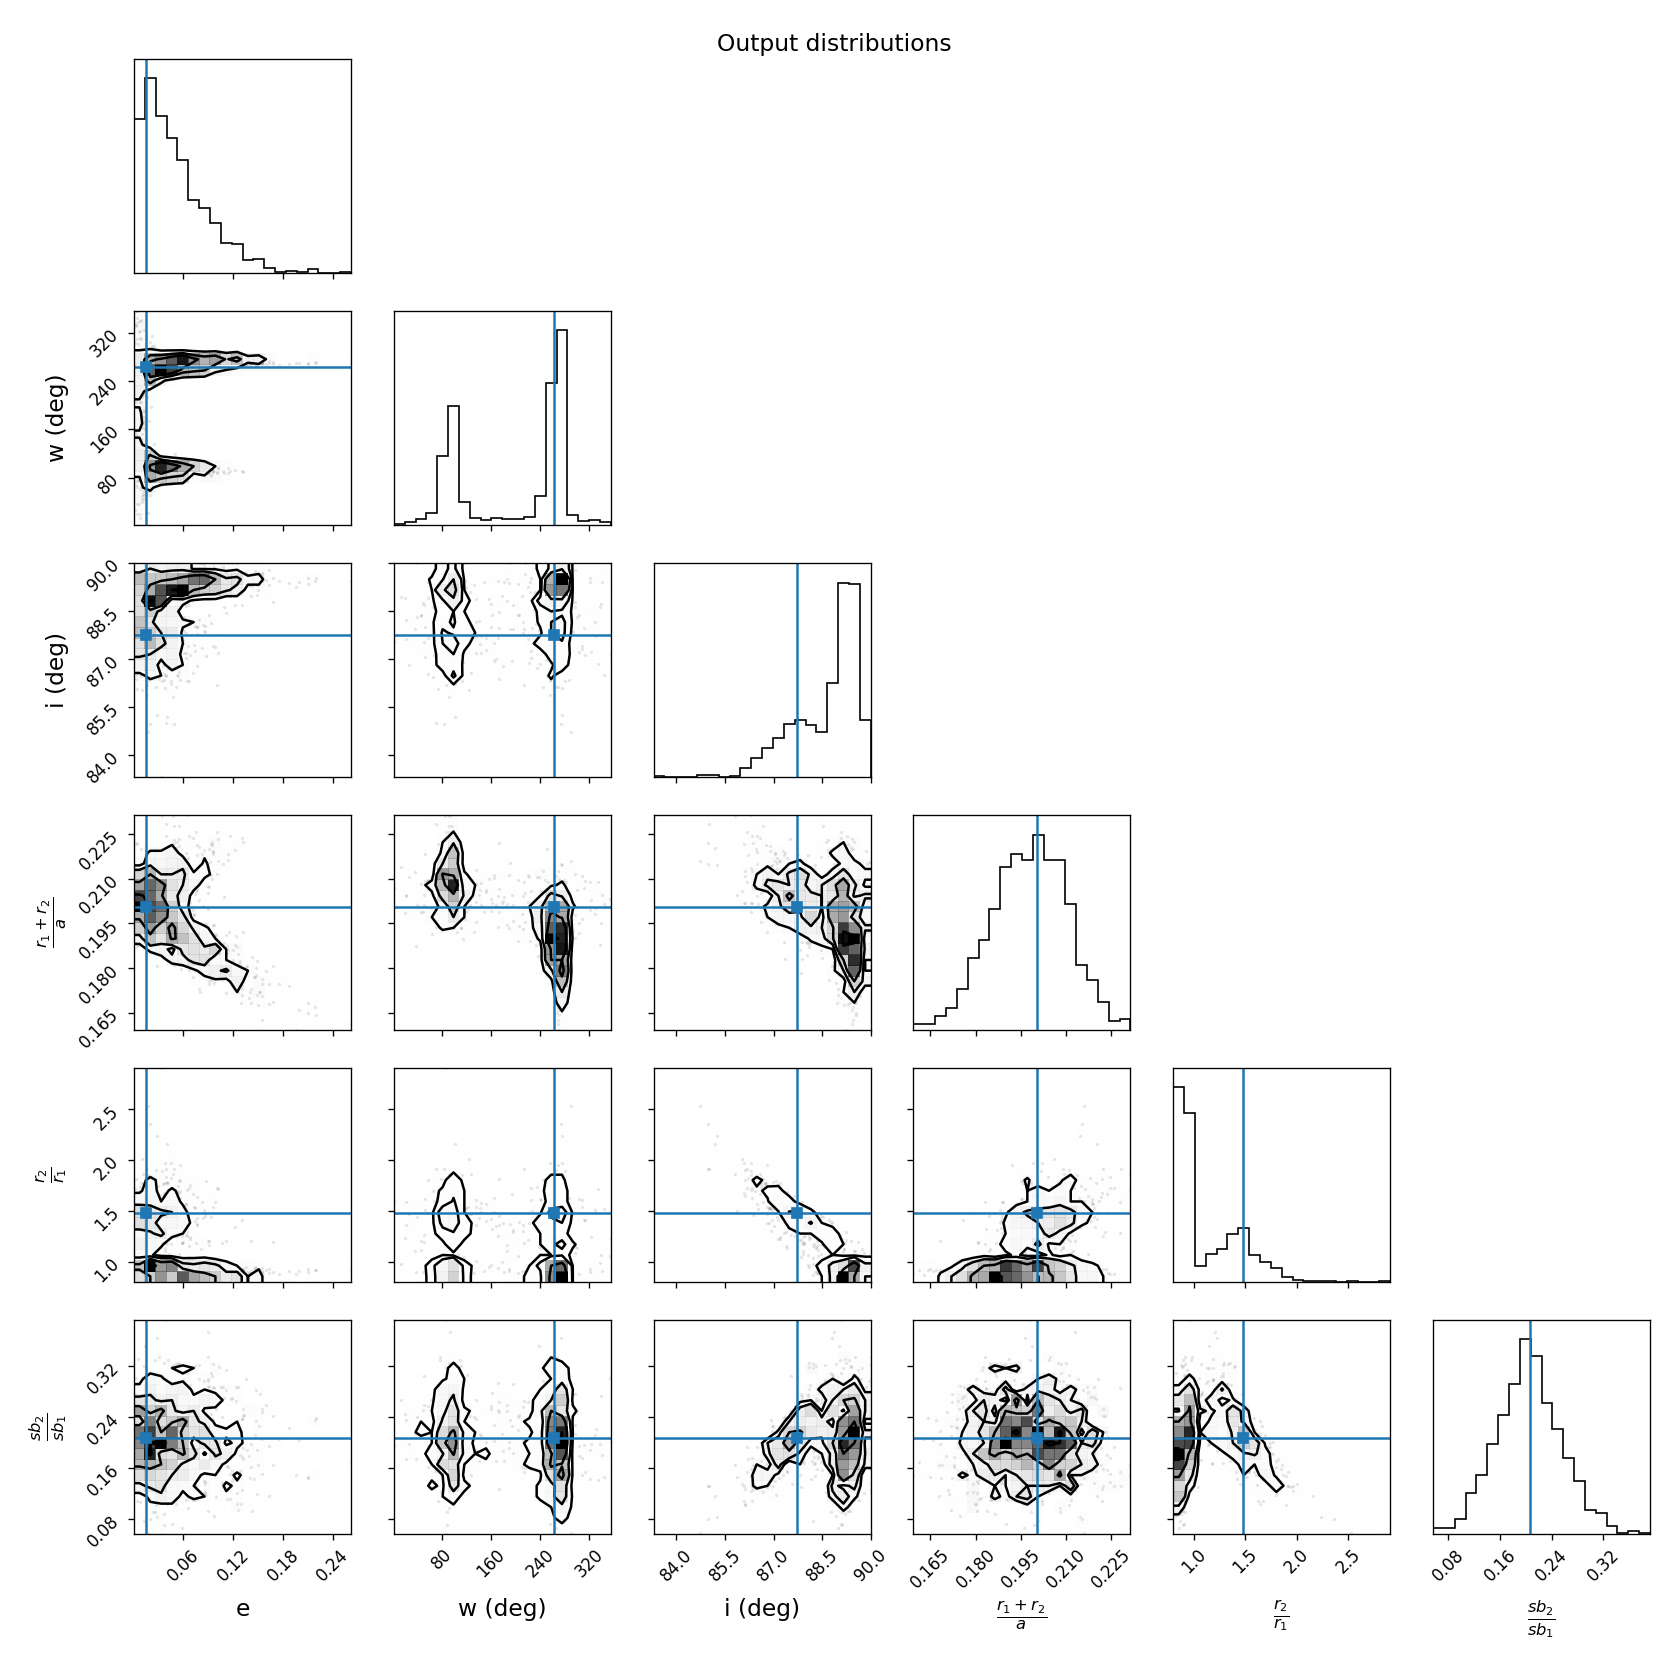 Output distributions
w (deg)
320
240
160
80
i (deg)
90.0
88.5
87.0
85.5
84.0
r₁ + r₂
a
0.225
0.210
0.195
0.180
0.165
r₂
r₁
2.5
2.0
1.5
1.0
sb₂
sb₁
0.32
0.24
0.16
0.08
0.06 0.12 0.18 0.24
80 160 240 320
84.0 85.5 87.0 88.5 90.0
0.165 0.180 0.195 0.210 0.225
1.0 1.5 2.0 2.5
0.08 0.16 0.24 0.32
e
w (deg)
i (deg)
r₁ + r₂
a
r₂
r₁
sb₂
sb₁